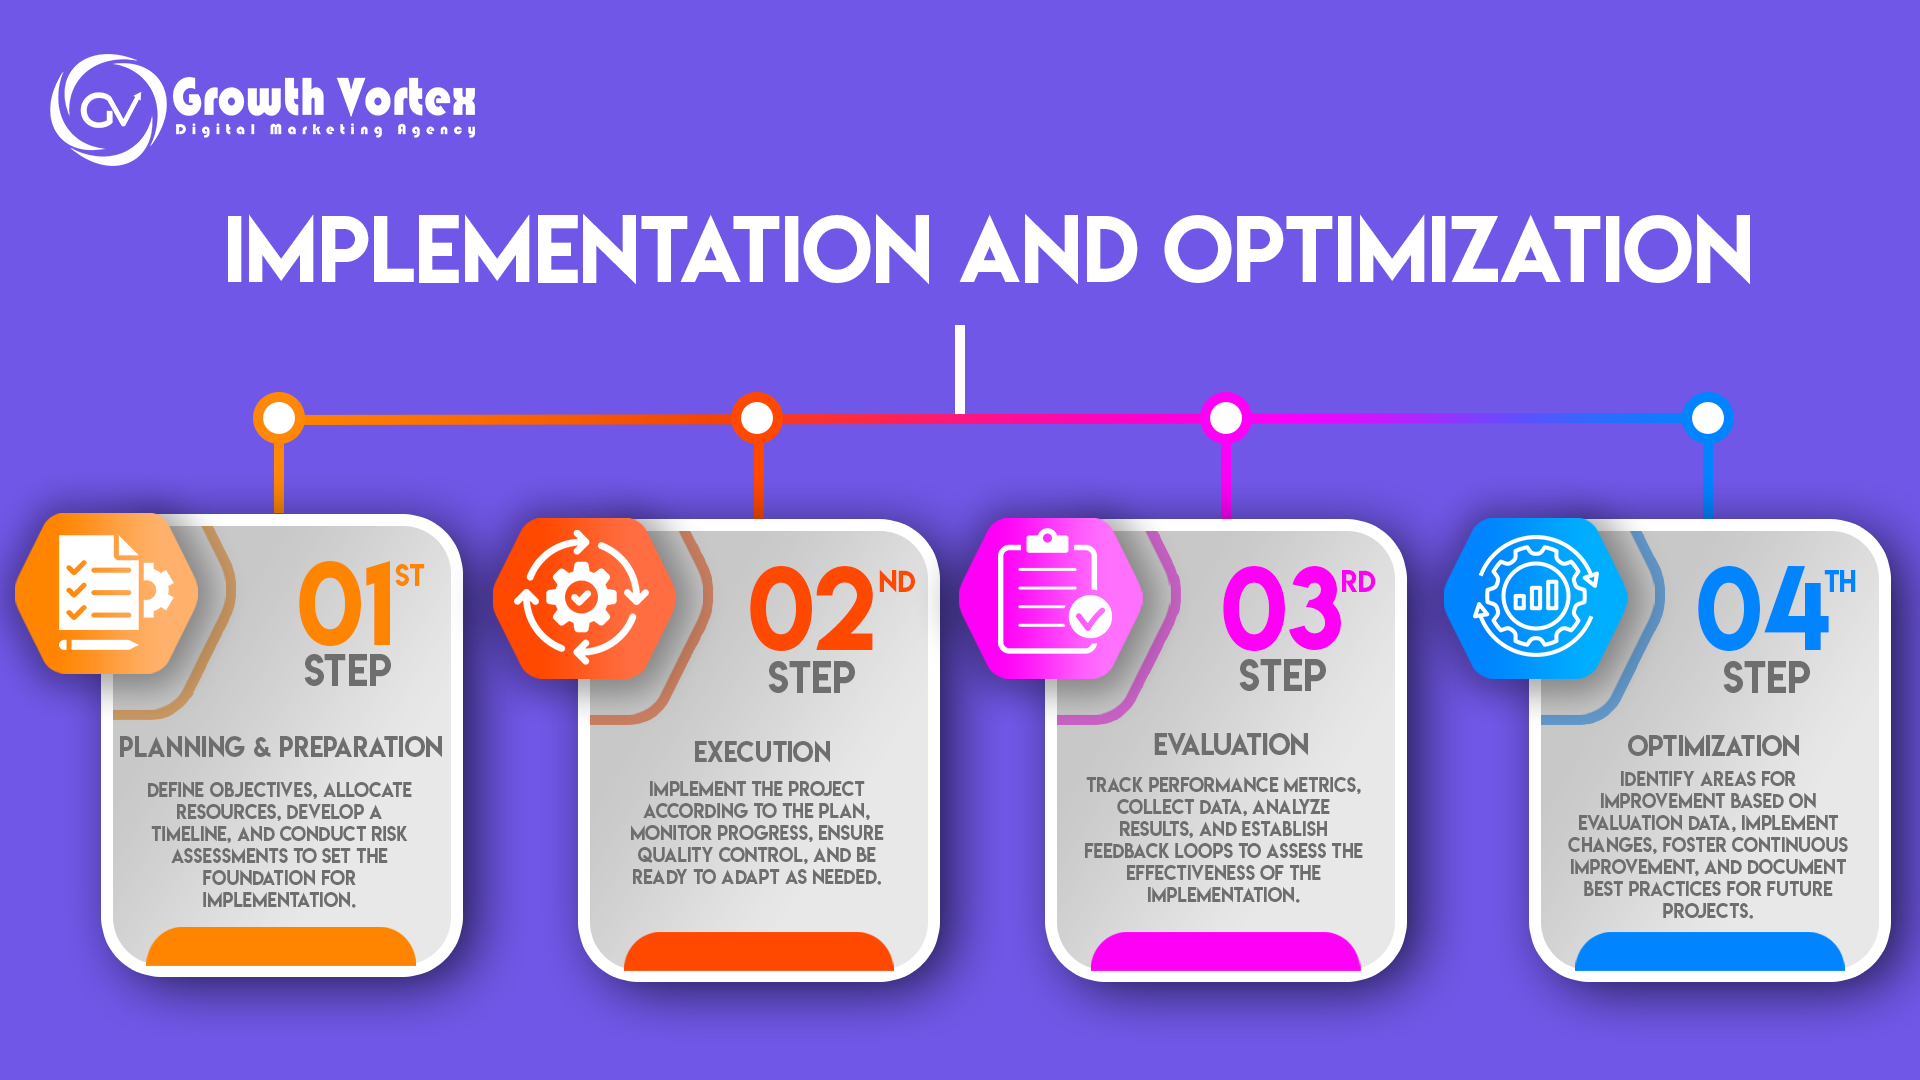 GV
Growth Vortex
Digital Marketing Agency
IMPLEMENTATION AND OPTIMIZATION
01ST
STEP
PLANNING & PREPARATION
DEFINE OBJECTIVES, ALLOCATE
RESOURCES, DEVELOP A
TIMELINE, AND CONDUCT RISK
ASSESSMENTS TO SET THE
FOUNDATION FOR
IMPLEMENTATION.
02ND
STEP
EXECUTION
IMPLEMENT THE PROJECT
ACCORDING TO THE PLAN,
MONITOR PROGRESS, ENSURE
QUALITY CONTROL, AND BE
READY TO ADAPT AS NEEDED.
03RD
STEP
EVALUATION
TRACK PERFORMANCE METRICS,
COLLECT DATA, ANALYZE
RESULTS, AND ESTABLISH
FEEDBACK LOOPS TO ASSESS THE
EFFECTIVENESS OF THE
IMPLEMENTATION.
04TH
STEP
OPTIMIZATION
IDENTIFY AREAS FOR
IMPROVEMENT BASED ON
EVALUATION DATA, IMPLEMENT
CHANGES, FOSTER CONTINUOUS
IMPROVEMENT, AND DOCUMENT
BEST PRACTICES FOR FUTURE
PROJECTS.